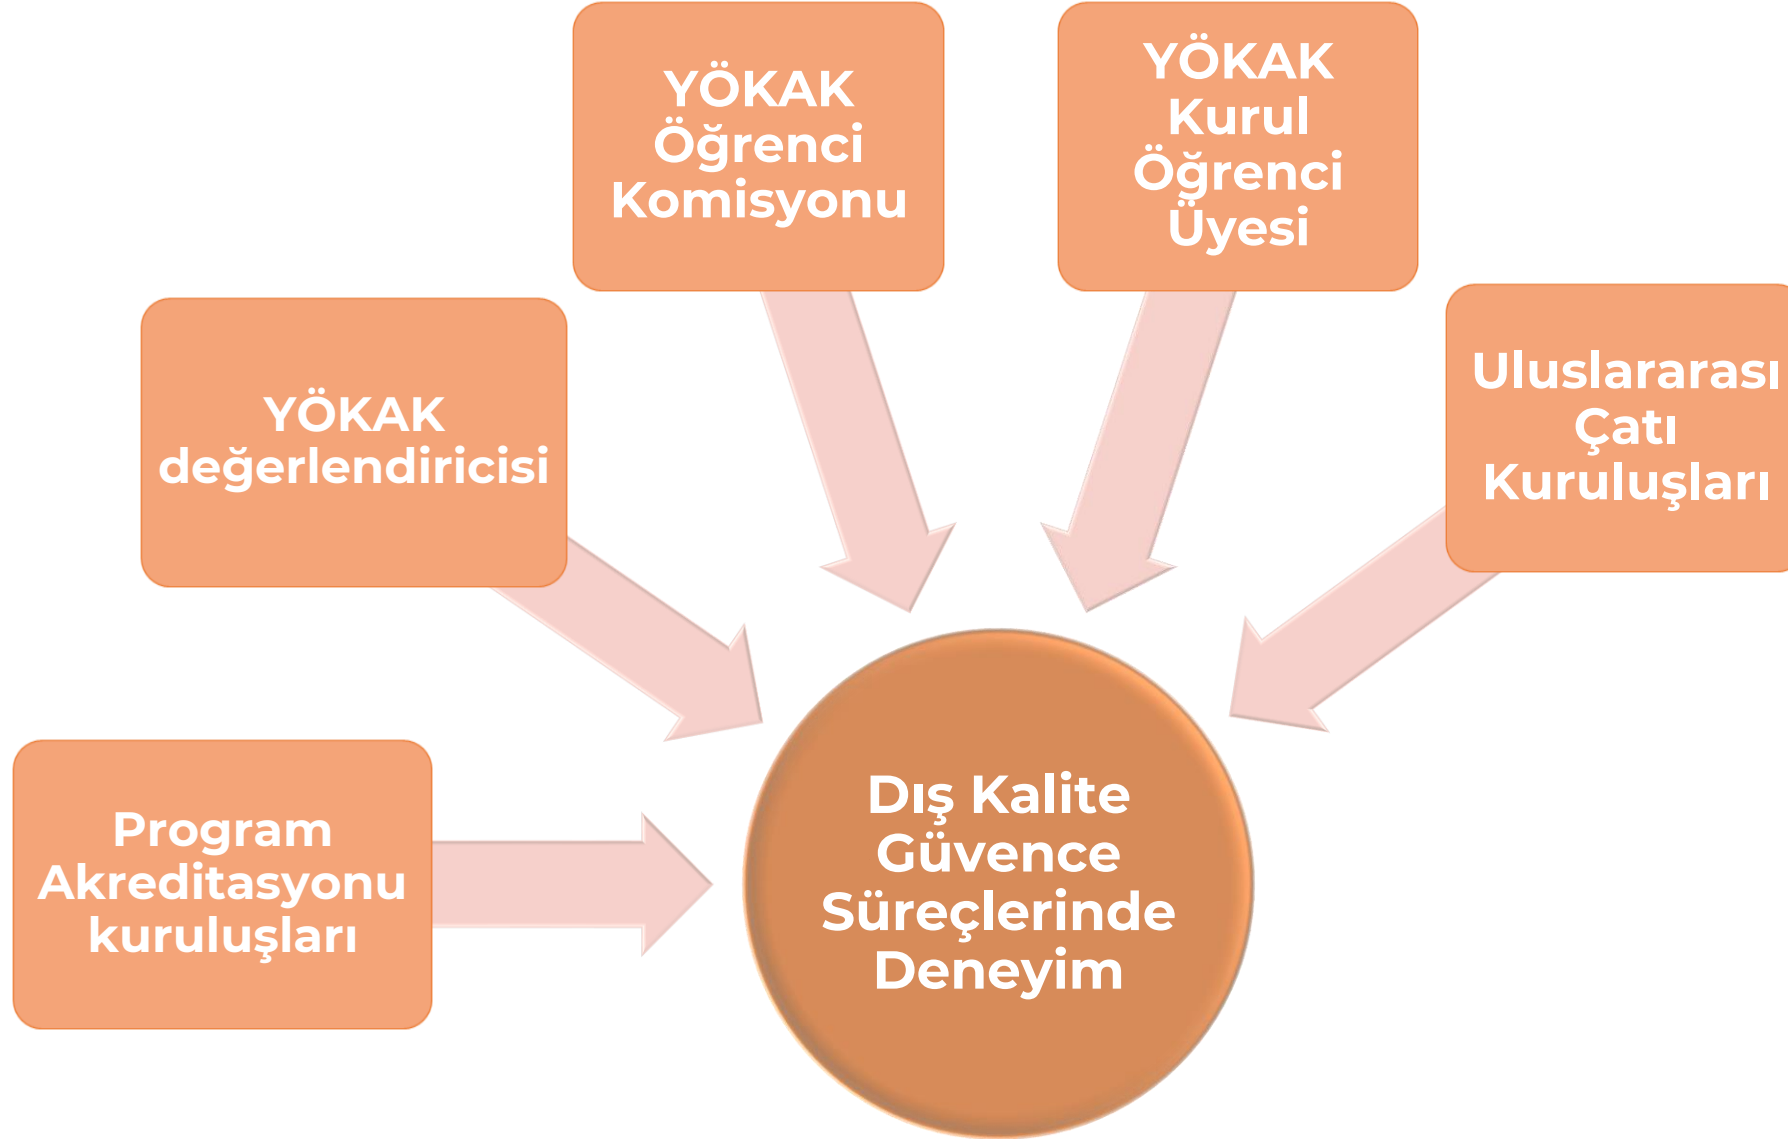 YÖKAK
Öğrenci
Komisyonu
YÖKAK
Kurul
Öğrenci
Üyesi
YÖKAK
değerlendiricisi
Uluslararası
Çatı
Kuruluşları
Program
Akreditasyonu
kuruluşları
Dış Kalite
Güvence
Süreçlerinde
Deneyim